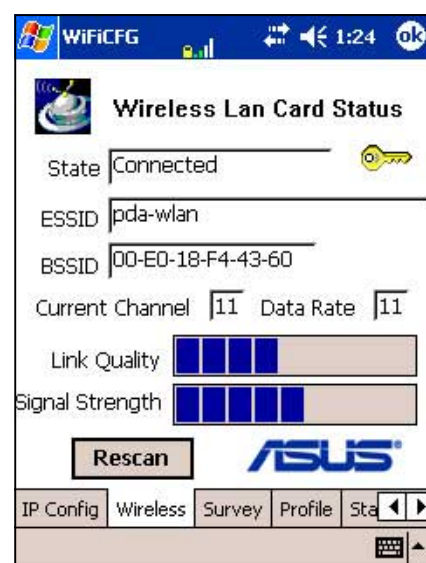 WiFiCFG 1:24 ok
Wireless Lan Card Status
State Connected
ESSID pda-wlan
BSSID 00-E0-18-F4-43-60
Current Channel 11 Data Rate 11
Link Quality
Signal Strength
Rescan ASUS
IP Config Wireless Survey Profile Sta